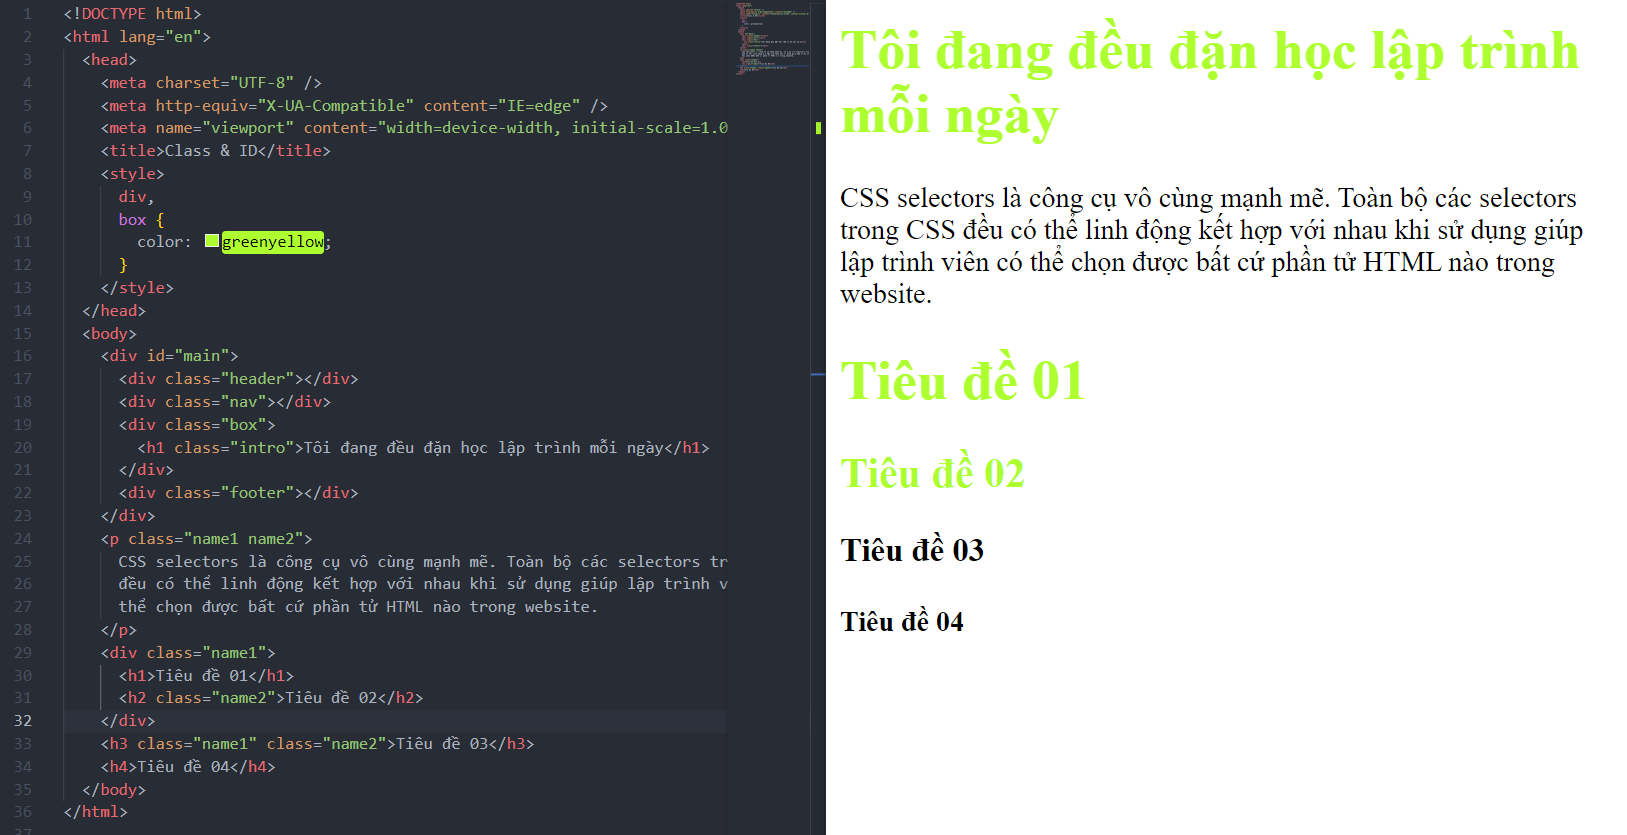 1 <!DOCTYPE html>
2 <html lang="en">
3 <head>
4 <meta charset="UTF-8" />
5 <meta http-equiv="X-UA-Compatible" content="IE=edge" />
6 <meta name="viewport" content="width=device-width, initial-scale=1.0
7 <title>Class & ID</title>
8 <style>
9 div,
10 box {
11 color: greenyellow;
12 }
13 </style>
14 </head>
15 <body>
16 <div id="main">
17 <div class="header"></div>
18 <div class="nav"></div>
19 <div class="box">
20 <h1 class="intro">Tôi đang đều đặn học lập trình mỗi ngày</h1>
21 </div>
22 <div class="footer"></div>
23 </div>
24 <p class="name1 name2">
25 CSS selectors là công cụ vô cùng mạnh mẽ. Toàn bộ các selectors tr
26 đều có thể linh động kết hợp với nhau khi sử dụng giúp lập trình v
27 thể chọn được bất cứ phần tử HTML nào trong website.
28 </p>
29 <div class="name1">
30 <h1>Tiêu đề 01</h1>
31 <h2 class="name2">Tiêu đề 02</h2>
32 </div>
33 <h3 class="name1" class="name2">Tiêu đề 03</h3>
34 <h4>Tiêu đề 04</h4>
35 </body>
36 </html>
37
Tôi đang đều đặn học lập trình
mỗi ngày
CSS selectors là công cụ vô cùng mạnh mẽ. Toàn bộ các selectors
trong CSS đều có thể linh động kết hợp với nhau khi sử dụng giúp
lập trình viên có thể chọn được bất cứ phần tử HTML nào trong
website.
Tiêu đề 01
Tiêu đề 02
Tiêu đề 03
Tiêu đề 04